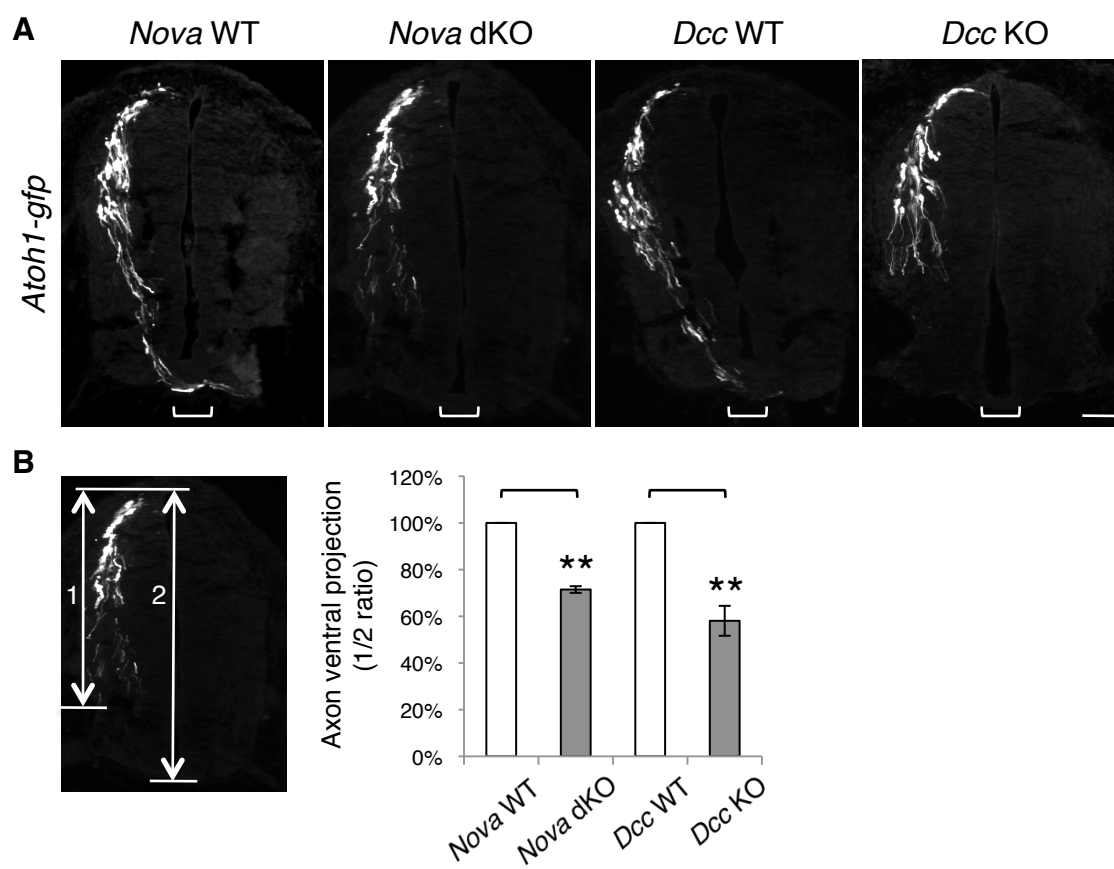 A
Nova WT
Nova dKO
Dcc WT
Dcc KO
Atoh1-gfp
B
1
2
Axon ventral projection
(1/2 ratio)
120%
100%
80%
60%
40%
20%
0%
**
**
Nova WT
Nova dKO
Dcc WT
Dcc KO